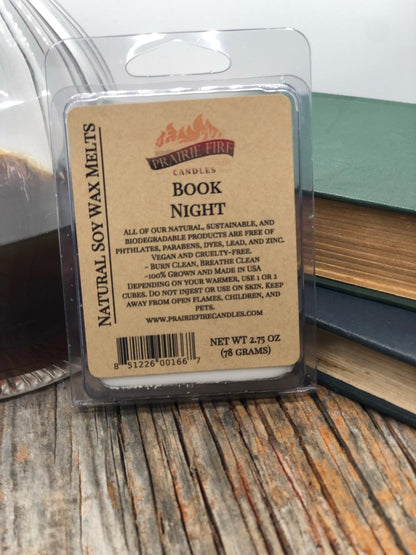 PRAIRIE FIRE
CANDLES
BOOK
NIGHT
NATURAL SOY WAX MELTS
ALL OF OUR NATURAL, SUSTAINABLE, AND
BIODEGRADABLE PRODUCTS ARE FREE OF
PHTHLATES, PARABENS, DYES, LEAD, AND ZINC.
VEGAN AND CRUELTY-FREE.
- BURN CLEAN, BREATHE CLEAN
-100% GROWN AND MADE IN USA
DEPENDING ON YOUR WARMER, USE 1 OR 2
CUBES. DO NOT INJEST OR USE ON SKIN. KEEP
AWAY FROM OPEN FLAMES, CHILDREN, AND
PETS.
WWW.PRAIRIEFIRECANDLES.COM
8 51226 00166 7
NET WT 2.75 OZ
(78 GRAMS)